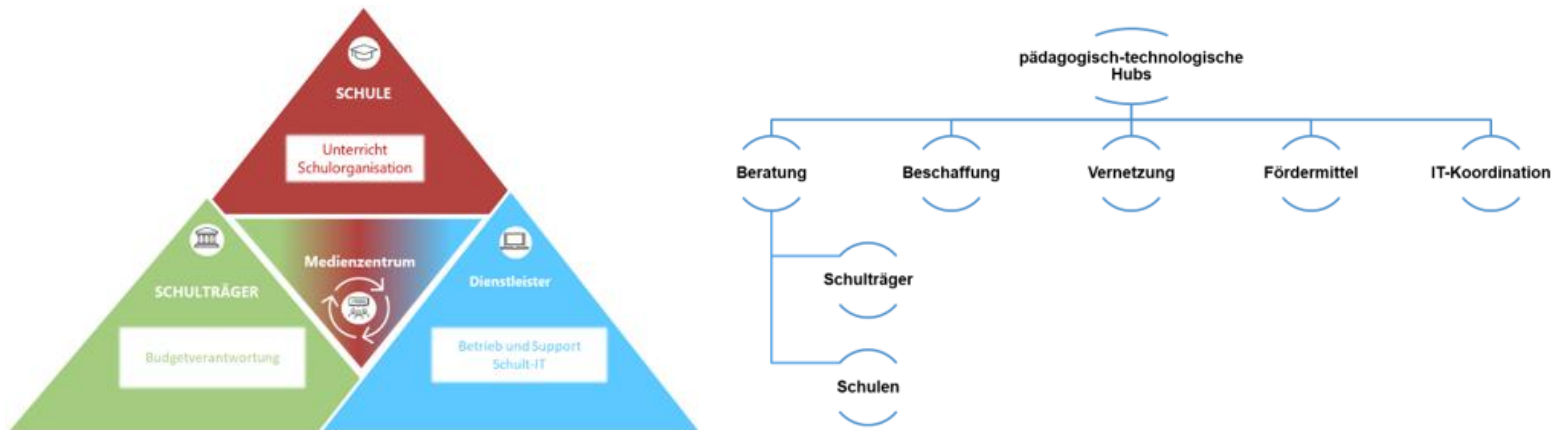 SCHULE
Unterricht
Schulorganisation
Medienzentrum
SCHULTRÄGER
Budgetverantwortung
Dienstleister
Betrieb und Support
Schult-IT
pädagogisch-technologische
Hubs
Beratung
Beschaffung
Vernetzung
Fördermittel
IT-Koordination
Schulträger
Schulen